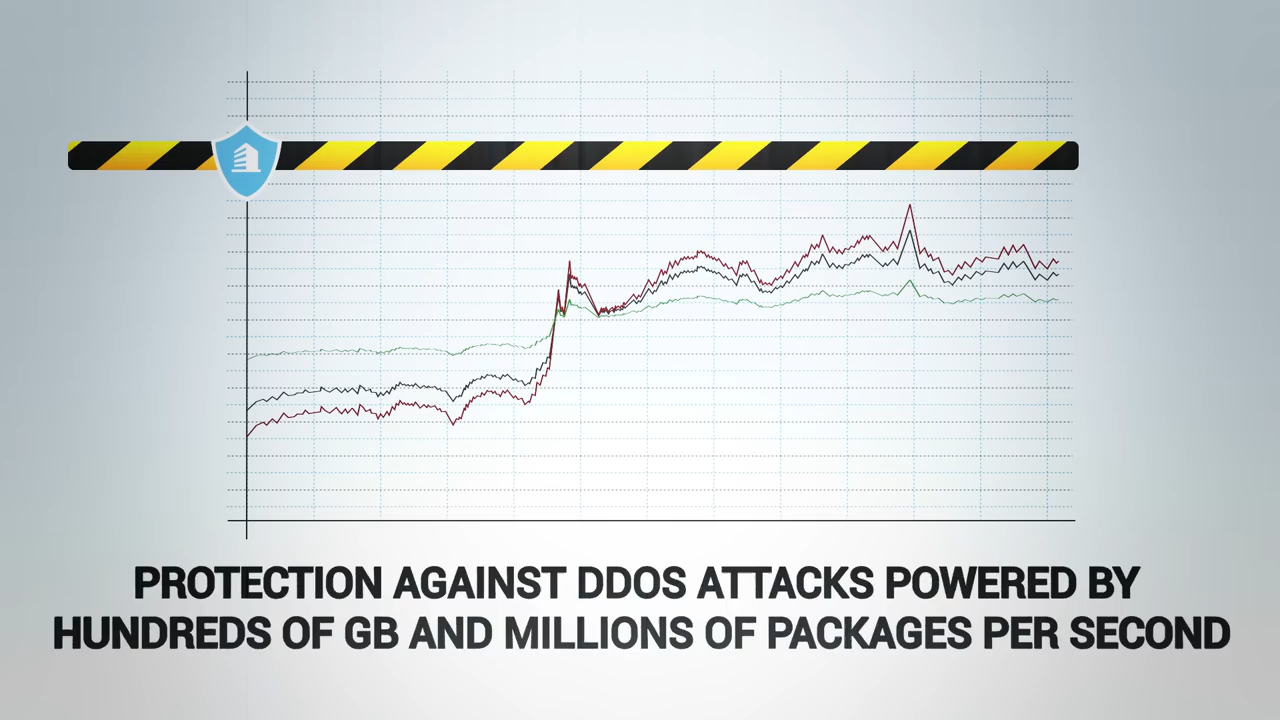 PROTECTION AGAINST DDOS ATTACKS POWERED BY
HUNDREDS OF GB AND MILLIONS OF PACKAGES PER SECOND